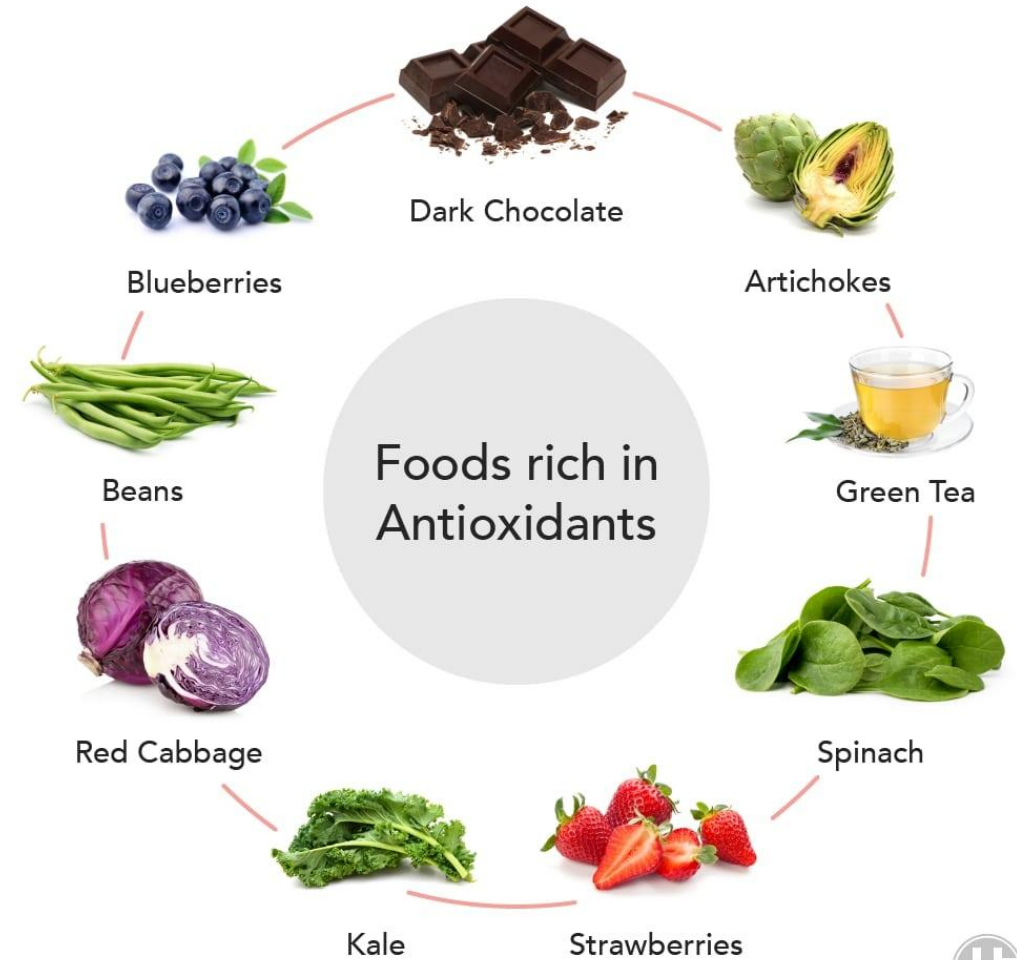 Dark Chocolate
Blueberries
Artichokes
Foods rich in
Antioxidants
Beans
Green Tea
Red Cabbage
Spinach
Kale
Strawberries